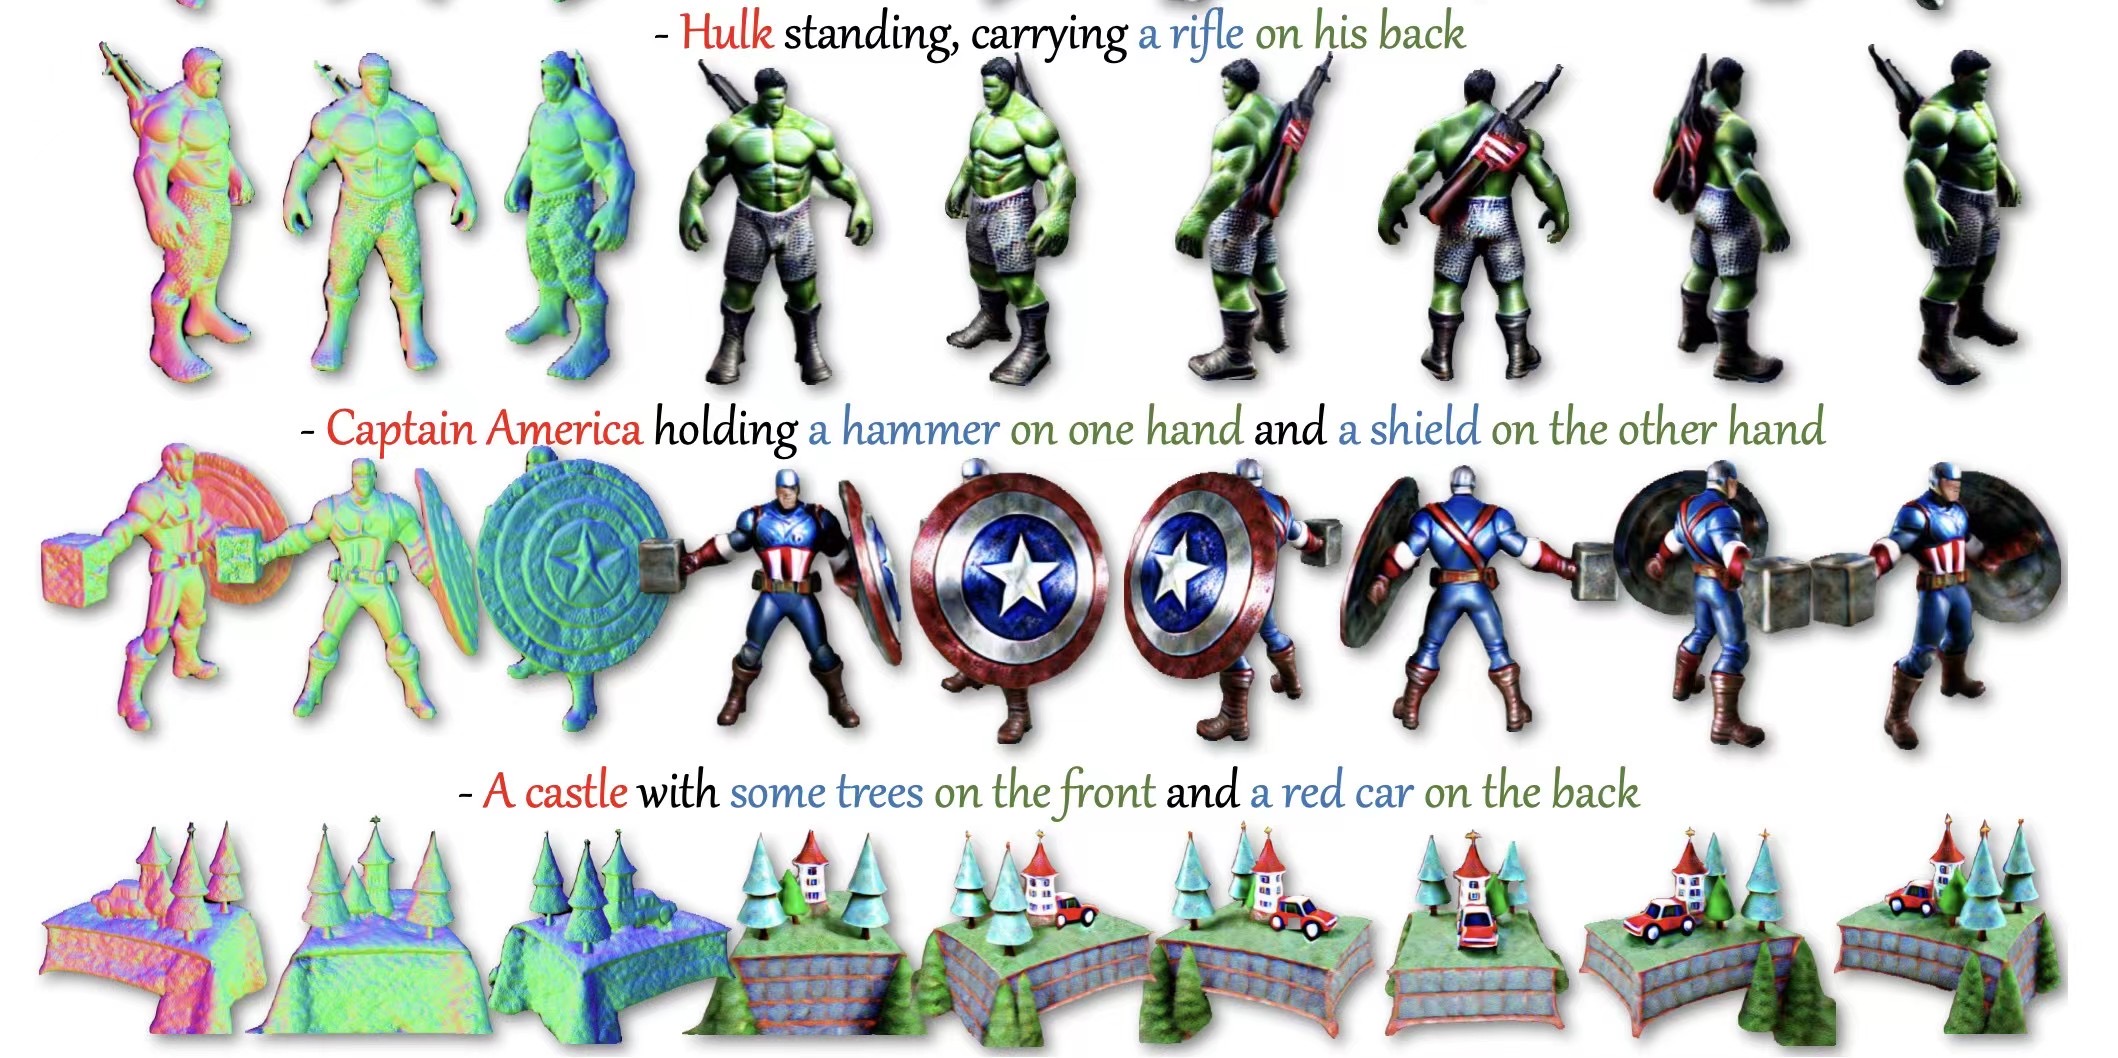 - Hulk standing, carrying a rifle on his back
- Captain America holding a hammer on one hand and a shield on the other hand
- A castle with some trees on the front and a red car on the back